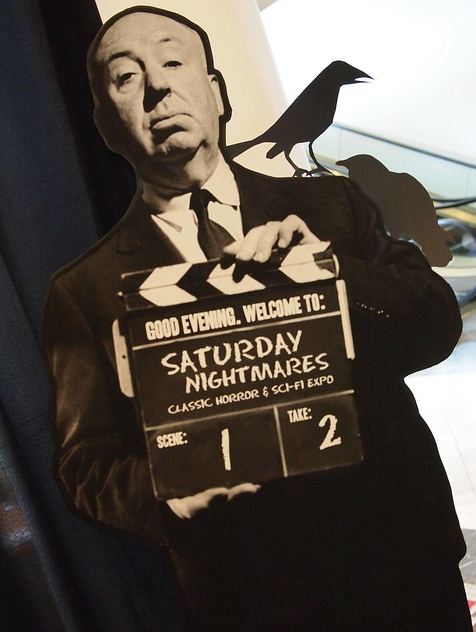 GOOD EVENING. WELCOME TO:
SATURDAY
NIGHTMARES
CLASSIC HORROR & SCI-FI EXPO
SCENE: 1
TAKE: 2